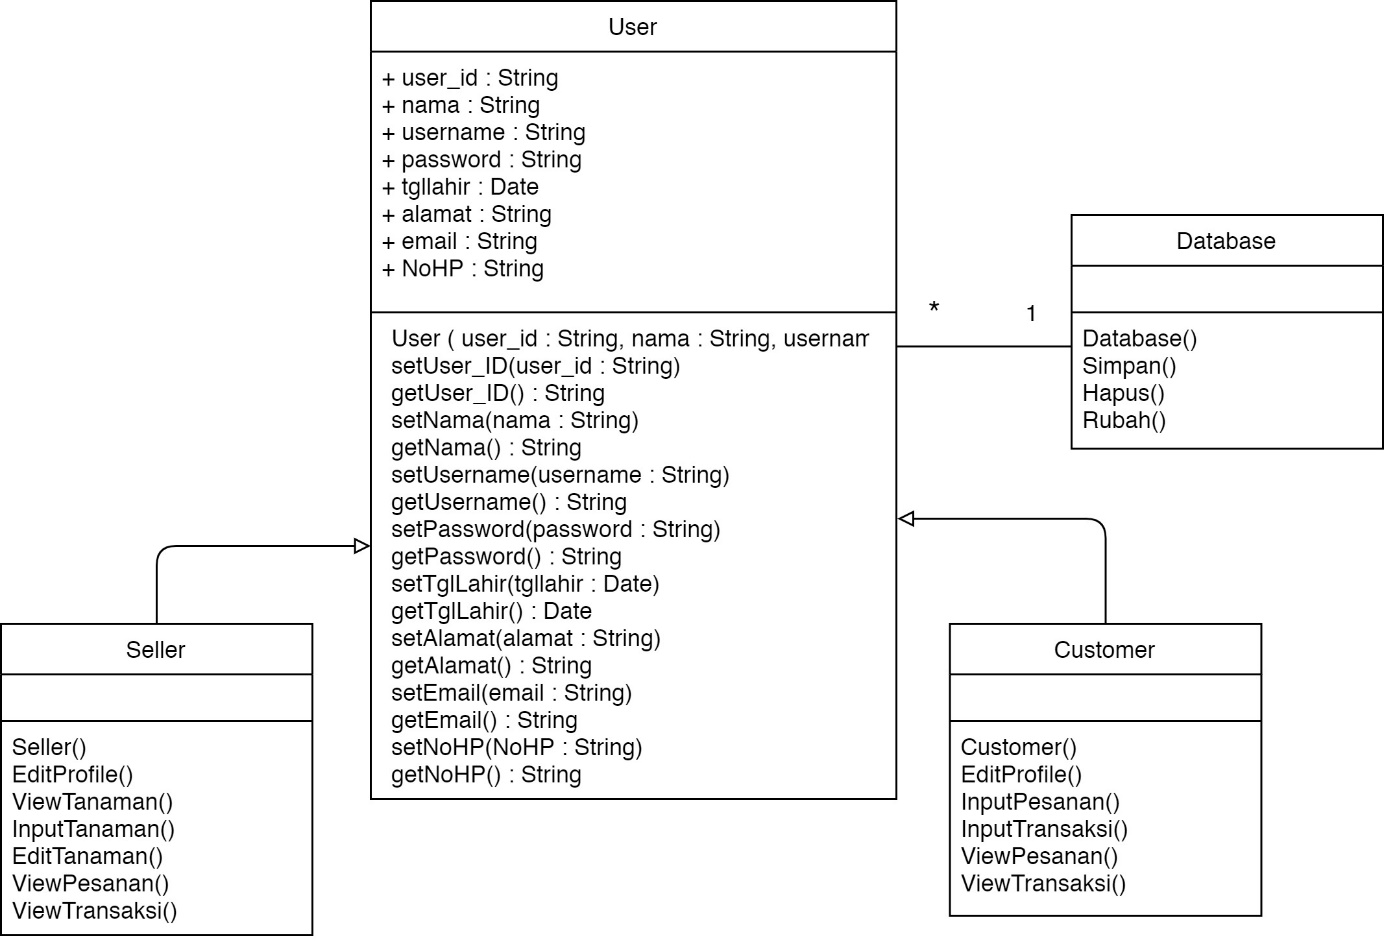 User
+ user_id : String
+ nama : String
+ username : String
+ password : String
+ tgllahir : Date
+ alamat : String
+ email : String
+ NoHP : String
User ( user_id : String, nama : String, usernam
setUser_ID(user_id : String)
getUser_ID() : String
setNama(nama : String)
getNama() : String
setUsername(username : String)
getUsername() : String
setPassword(password : String)
getPassword() : String
setTglLahir(tgllahir : Date)
getTglLahir() : Date
setAlamat(alamat : String)
getAlamat() : String
setEmail(email : String)
getEmail() : String
setNoHP(NoHP : String)
getNoHP() : String
* 1
Database
Database()
Simpan()
Hapus()
Rubah()
Seller
Seller()
EditProfile()
ViewTanaman()
InputTanaman()
EditTanaman()
ViewPesanan()
ViewTransaksi()
Customer
Customer()
EditProfile()
InputPesanan()
InputTransaksi()
ViewPesanan()
ViewTransaksi()